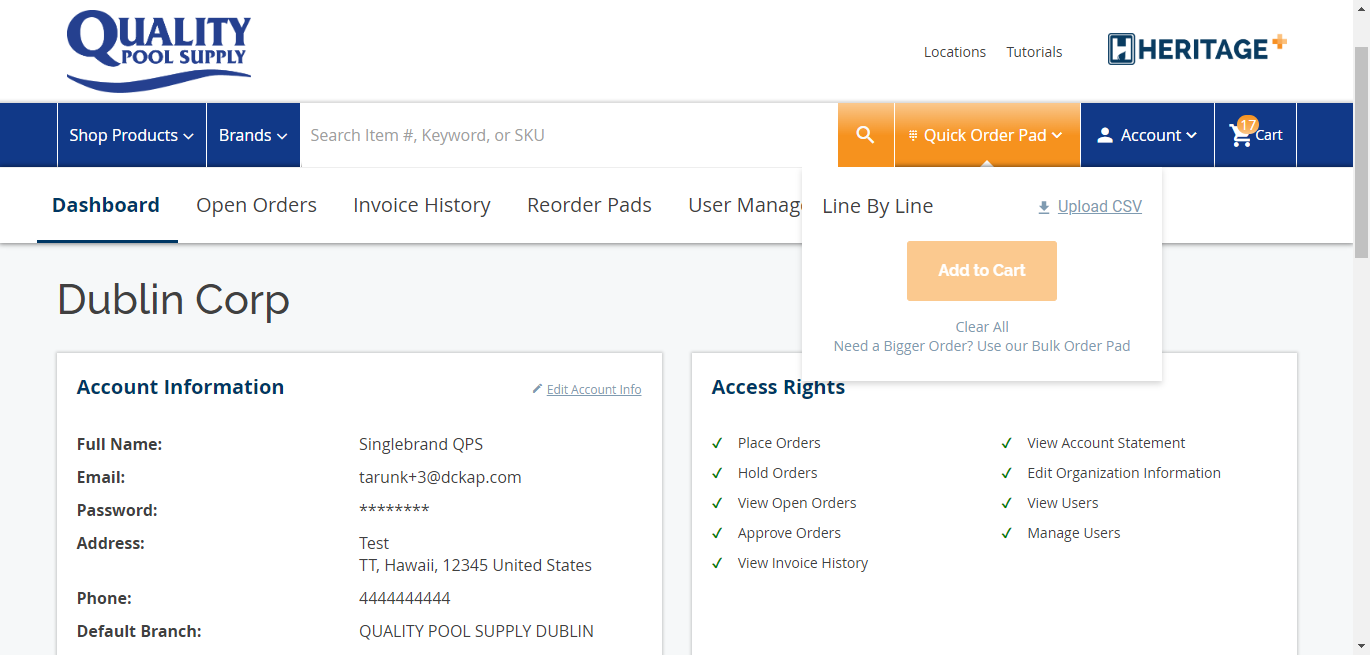 QUALITY
POOL SUPPLY
Locations Tutorials
HERITAGE+
Shop Products Brands Search Item #, Keyword, or SKU Quick Order Pad Account 17 Cart
Dashboard Open Orders Invoice History Reorder Pads User Manage
Line By Line Upload CSV
Add to Cart
Clear All
Need a Bigger Order? Use our Bulk Order Pad
Dublin Corp
Account Information Edit Account Info
Full Name: Singlebrand QPS
Email: tarunk+3@dckap.com
Password: ********
Address: Test
TT, Hawaii, 12345 United States
Phone: 4444444444
Default Branch: QUALITY POOL SUPPLY DUBLIN
Access Rights
✓ Place Orders ✓ View Account Statement
✓ Hold Orders ✓ Edit Organization Information
✓ View Open Orders ✓ View Users
✓ Approve Orders ✓ Manage Users
✓ View Invoice History